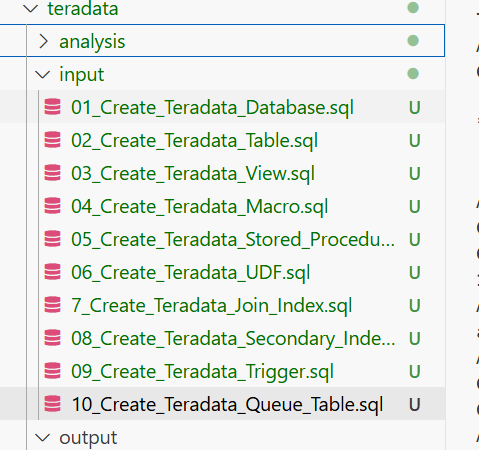 teradata
analysis
input
01_Create_Teradata_Database.sql U
02_Create_Teradata_Table.sql U
03_Create_Teradata_View.sql U
04_Create_Teradata_Macro.sql U
05_Create_Teradata_Stored_Procedu... U
06_Create_Teradata_UDF.sql U
7_Create_Teradata_Join_Index.sql U
08_Create_Teradata_Secondary_Inde... U
09_Create_Teradata_Trigger.sql U
10_Create_Teradata_Queue_Table.sql U
output